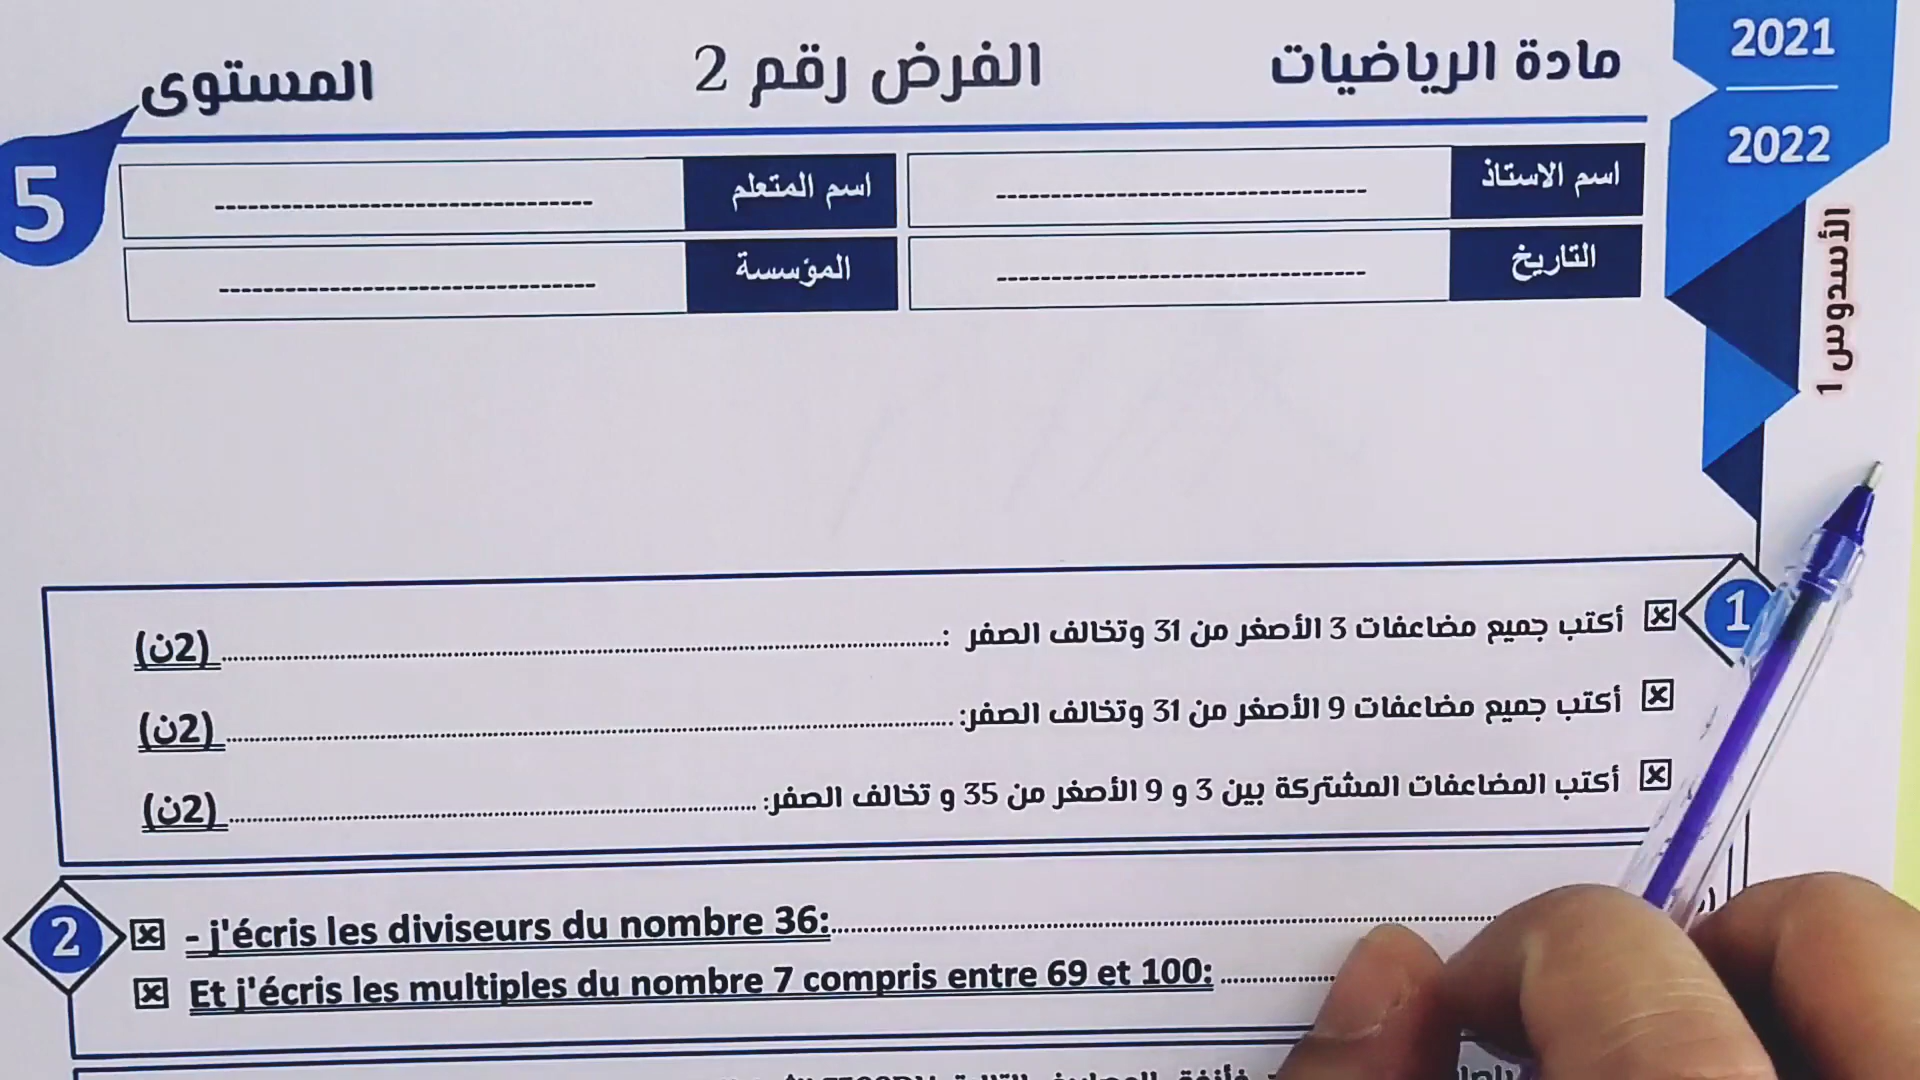 2021
2022
مادة الرياضيات
الفرض رقم 2
المستوى
5
اسم الاستاذ
اسم المتعلم
التاريخ
المؤسسة
الأسدوس 1
1
أكتب جميع مضاعفات 3 الأصغر من 31 وتخالف الصفر : (2ن)
أكتب جميع مضاعفات 9 الأصغر من 31 وتخالف الصفر: (2ن)
أكتب المضاعفات المشتركة بين 3 و 9 الأصغر من 35 و تخالف الصفر: (2ن)
2
- j'écris les diviseurs du nombre 36:
Et j'écris les multiples du nombre 7 compris entre 69 et 100: